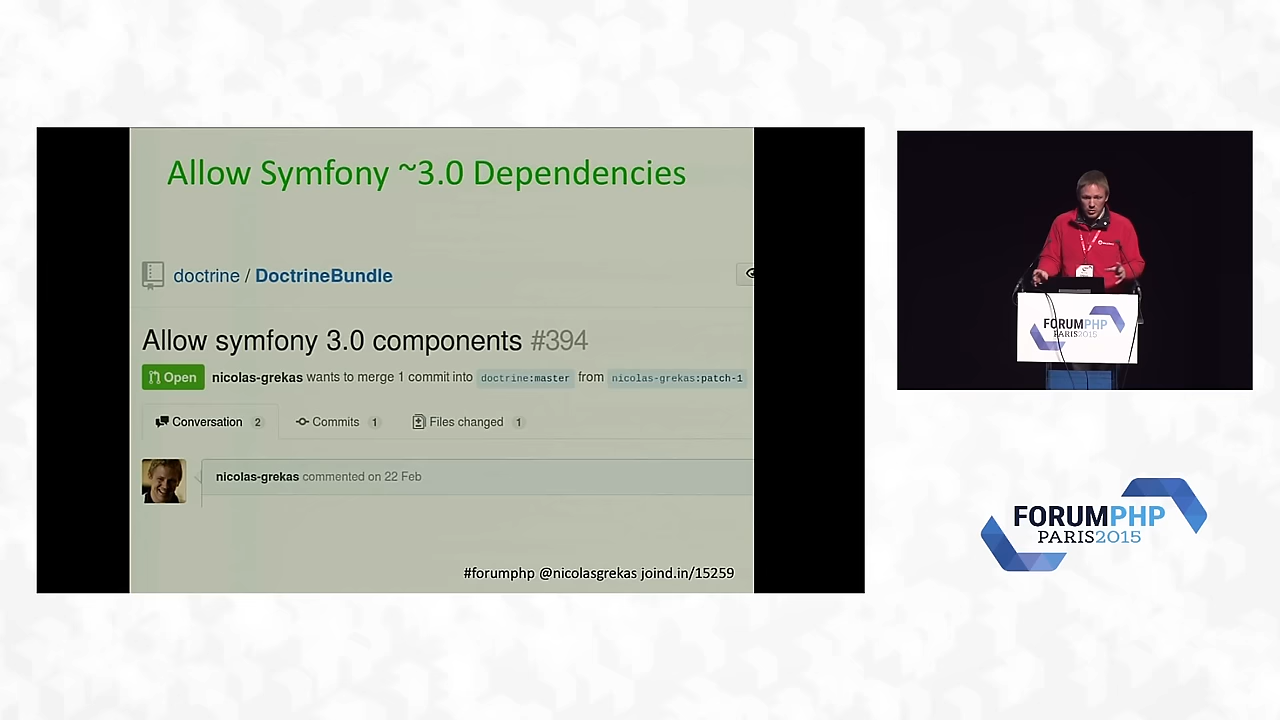 Allow Symfony ~3.0 Dependencies
doctrine / DoctrineBundle
Allow symfony 3.0 components #394
Open nicolas-grekas wants to merge 1 commit into doctrine:master from nicolas-grekas:patch-1
Conversation 2 Commits 1 Files changed 1
nicolas-grekas commented on 22 Feb
#forumphp @nicolasgrekas joind.in/15259
FORUMPHP
PARIS2015
FORUMPHP
PARIS2015